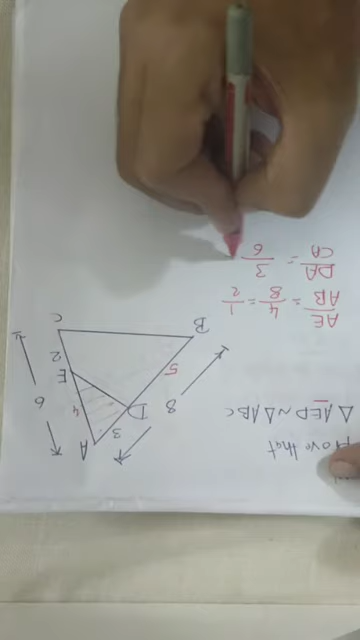 Prove that
△AED ~ △ABC
AE/AB = 4/8 = 1/2
DA/CA = 3/6
A
3
D
4
8
6
E
5
2
B
C